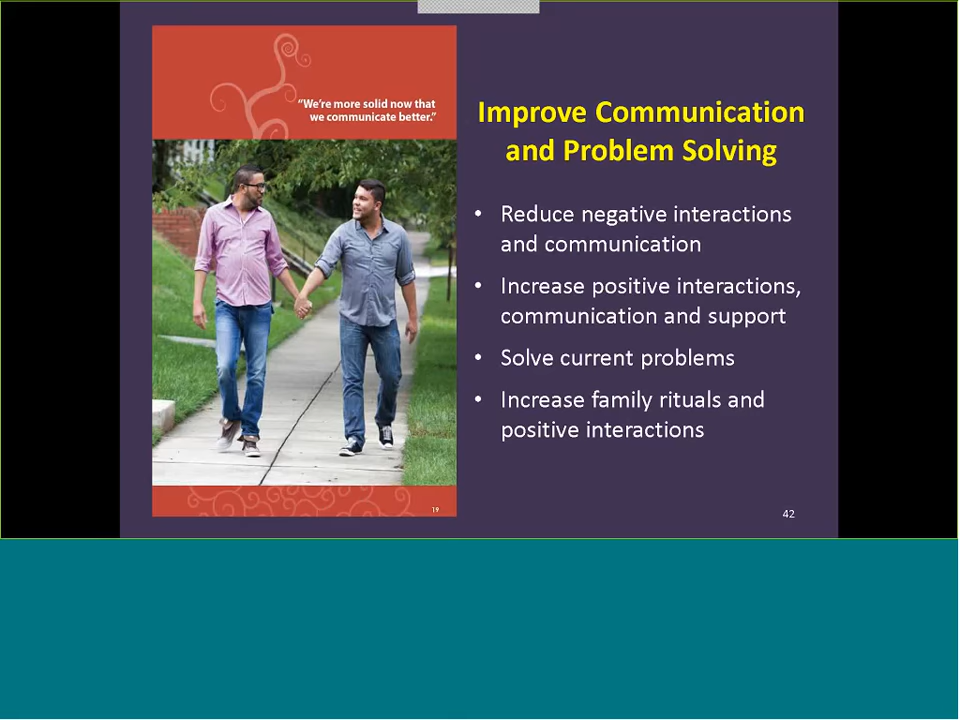 "We're more solid now that
we communicate better."
19
Improve Communication
and Problem Solving
• Reduce negative interactions
and communication
• Increase positive interactions,
communication and support
• Solve current problems
• Increase family rituals and
positive interactions
42